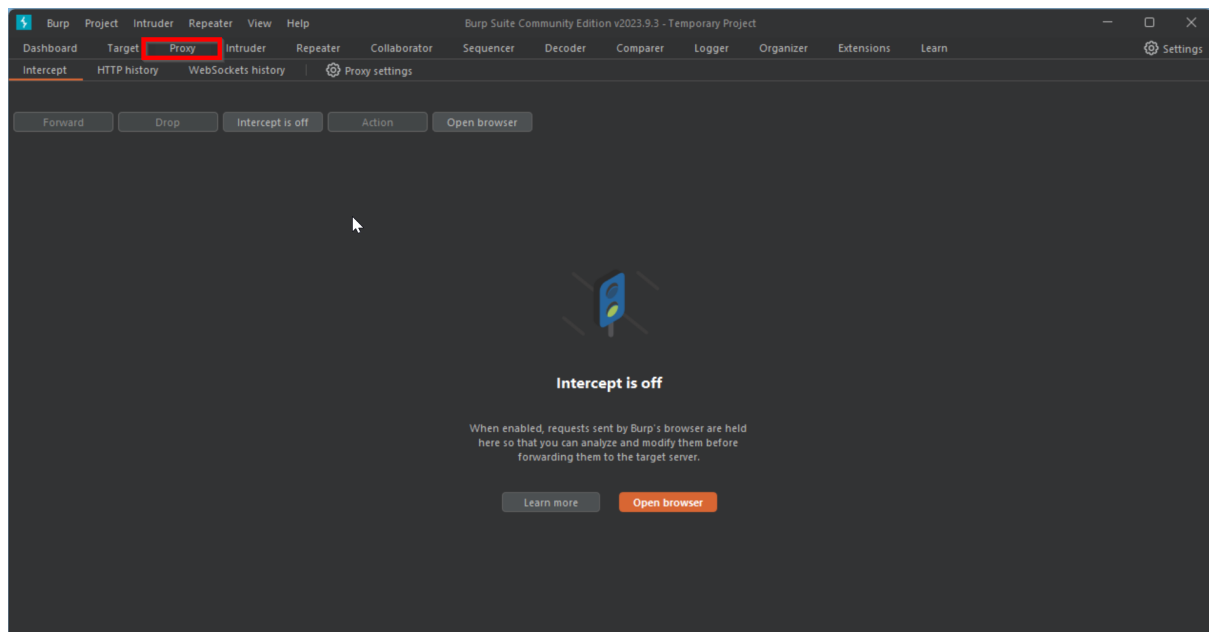 Burp Project Intruder Repeater View Help Burp Suite Community Edition v2023.9.3 - Temporary Project
Dashboard Target Proxy Intruder Repeater Collaborator Sequencer Decoder Comparer Logger Organizer Extensions Learn Settings
Intercept HTTP history WebSockets history Proxy settings
Forward Drop Intercept is off Action Open browser
Intercept is off
When enabled, requests sent by Burp's browser are held
here so that you can analyze and modify them before
forwarding them to the target server.
Learn more Open browser